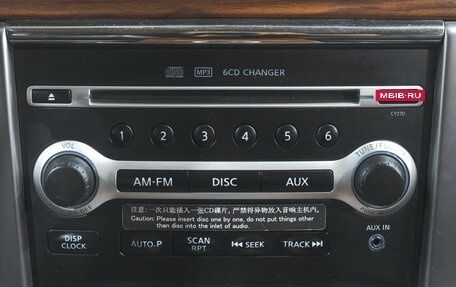 MP3 6CD CHANGER
МБIБ.RU
CY27D
1 2 3 4 5 6
VOL
TUNE/F
AM·FM DISC AUX
注意:一次只能插入一张CD碟片,严禁将异物放入音响主机内。
Caution: Please insert disc one by one, do not put things other
than disc into the inlet of audio.
AUX IN
DISP
CLOCK
AUTO.P
SCAN
RPT
SEEK
TRACK